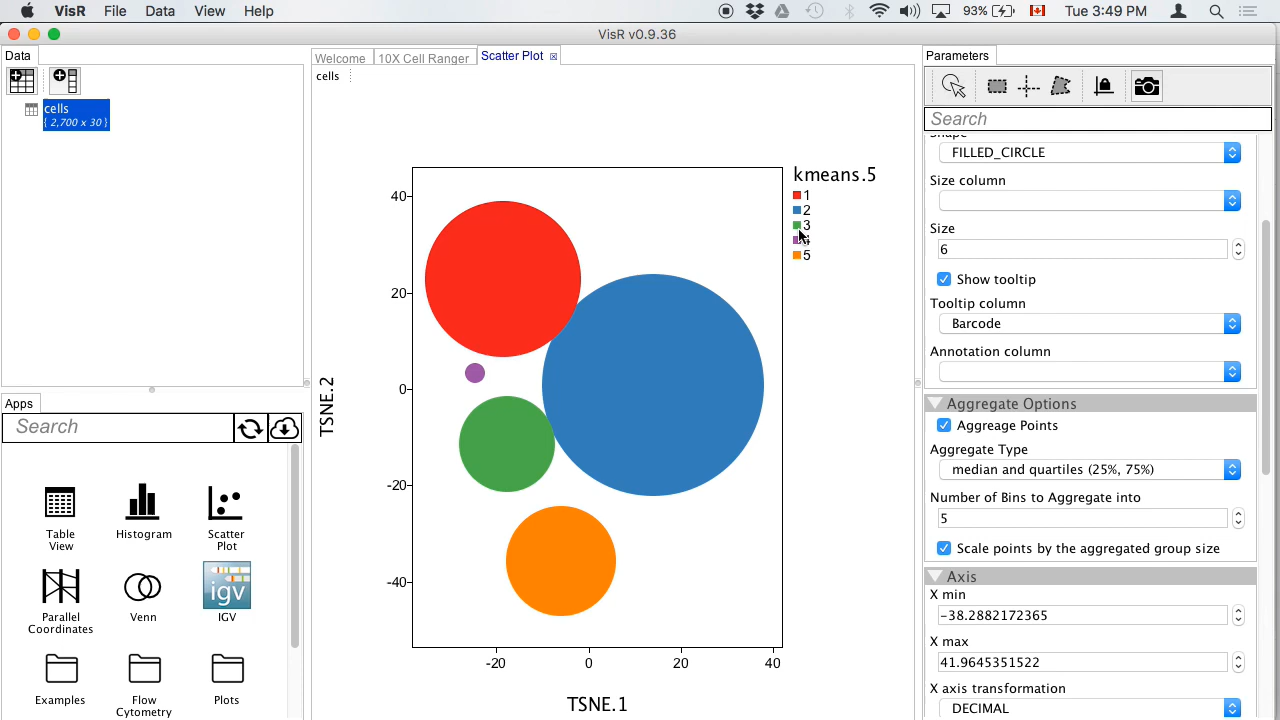 VisR File Data View Help 93% Tue 3:49 PM
VisR v0.9.36
Data
cells
{ 2,700 x 30 }
Apps
Search
Table View
Histogram
Scatter Plot
Parallel Coordinates
Venn
igv
IGV
Examples
Flow Cytometry
Plots
Welcome 10X Cell Ranger Scatter Plot
cells
kmeans.5
1
2
3
5
40
20
0
-20
-40
TSNE.2
-20 0 20 40
TSNE.1
Parameters
Search
Shape
FILLED_CIRCLE
Size column
Size
6
Show tooltip
Tooltip column
Barcode
Annotation column
Aggregate Options
Aggreage Points
Aggregate Type
median and quartiles (25%, 75%)
Number of Bins to Aggregate into
5
Scale points by the aggregated group size
Axis
X min
-38.2882172365
X max
41.9645351522
X axis transformation
DECIMAL